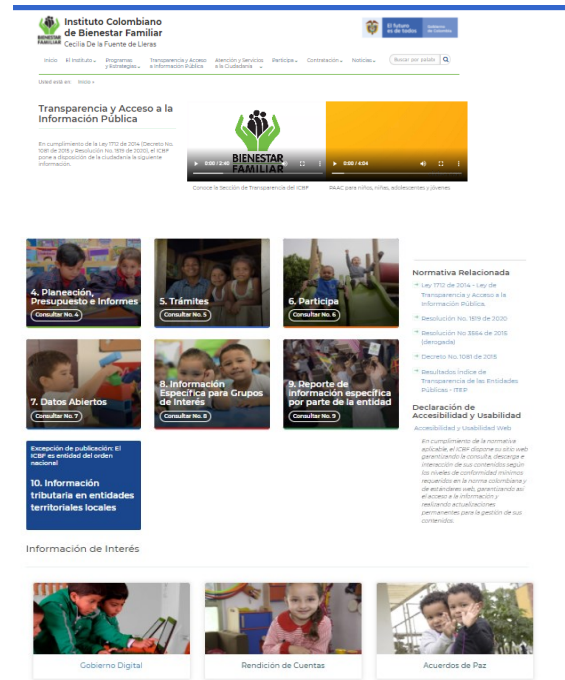 Instituto Colombiano
de Bienestar Familiar
Cecilia De la Fuente de Lleras
BIENESTAR
FAMILIAR
El futuro
es de todos
Gobierno
de Colombia
Inicio El Instituto Programas
y Estrategias Transparencia y Acceso
a Información Pública Atención y Servicios
a la Ciudadanía Participa Contratación Noticias
Buscar por palabr
Usted está en: Inicio »
Transparencia y Acceso a la
Información Pública
En cumplimiento de la Ley 1712 de 2014 (Decreto No.
1081 de 2015 y Resolución No. 1519 de 2020), el ICBF
pone a disposición de la ciudadanía la siguiente
información.
BIENESTAR
FAMILIAR
0:00 / 2:40
0:00 / 4:04
Conoce la Sección de Transparencia del ICBF
PAAC para niños, niñas, adolescentes y jóvenes
4. Planeación,
Presupuesto e Informes
Consultar No. 4
5. Trámites
Consultar No. 5
6. Participa
Consultar No. 6
7. Datos Abiertos
Consultar No. 7
8. Información
Específica para Grupos
de Interés
Consultar No. 8
9. Reporte de
información específica
por parte de la entidad
Consultar No. 9
Excepción de publicación: El
ICBF es entidad del orden
nacional
10. Información
tributaria en entidades
territoriales locales
Normativa Relacionada
Ley 1712 de 2014 - Ley de
Transparencia y Acceso a la
Información Pública.
Resolución No. 1519 de 2020
Resolución No 3564 de 2015
(derogada)
Decreto No. 1081 de 2015
Resultados índice de
Transparencia de las Entidades
Públicas - ITEP
Declaración de
Accesibilidad y Usabilidad
Accesibilidad y Usabilidad Web
En cumplimiento de la normativa
aplicable, el ICBF dispone su sitio web
garantizando la consulta, descarga e
interacción de sus contenidos según
los niveles de conformidad mínimos
requeridos en la norma colombiana y
de estándares web, garantizando así
el acceso a la información y
realizando actualizaciones
permanentes para la gestión de sus
contenidos.
Información de Interés
Gobierno Digital
Rendición de Cuentas
Acuerdos de Paz